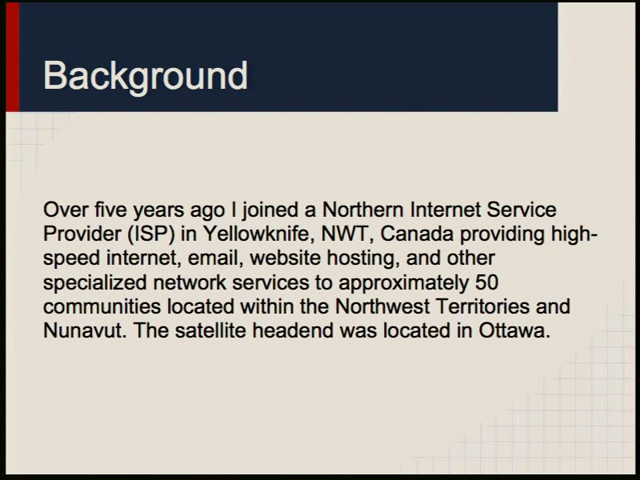 Background
Over five years ago I joined a Northern Internet Service
Provider (ISP) in Yellowknife, NWT, Canada providing high-
speed internet, email, website hosting, and other
specialized network services to approximately 50
communities located within the Northwest Territories and
Nunavut. The satellite headend was located in Ottawa.